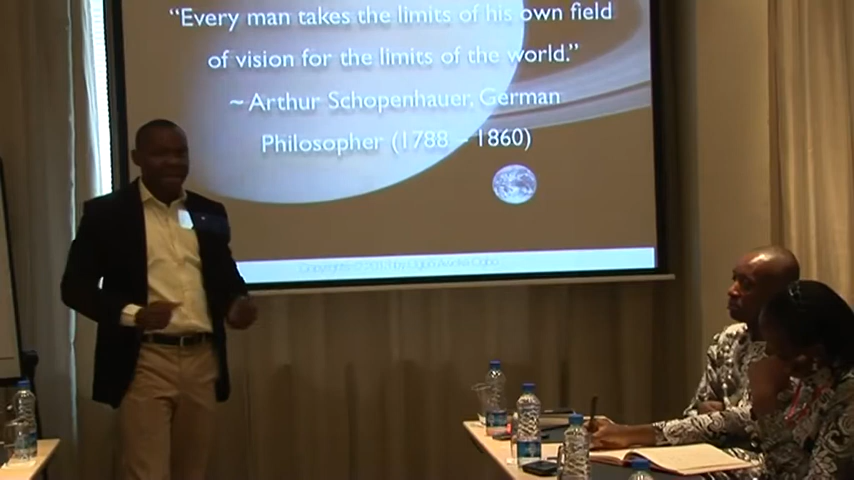 “Every man takes the limits of his own field
of vision for the limits of the world.”
~Arthur Schopenhauer, German
Philosopher (1788 – 1860)